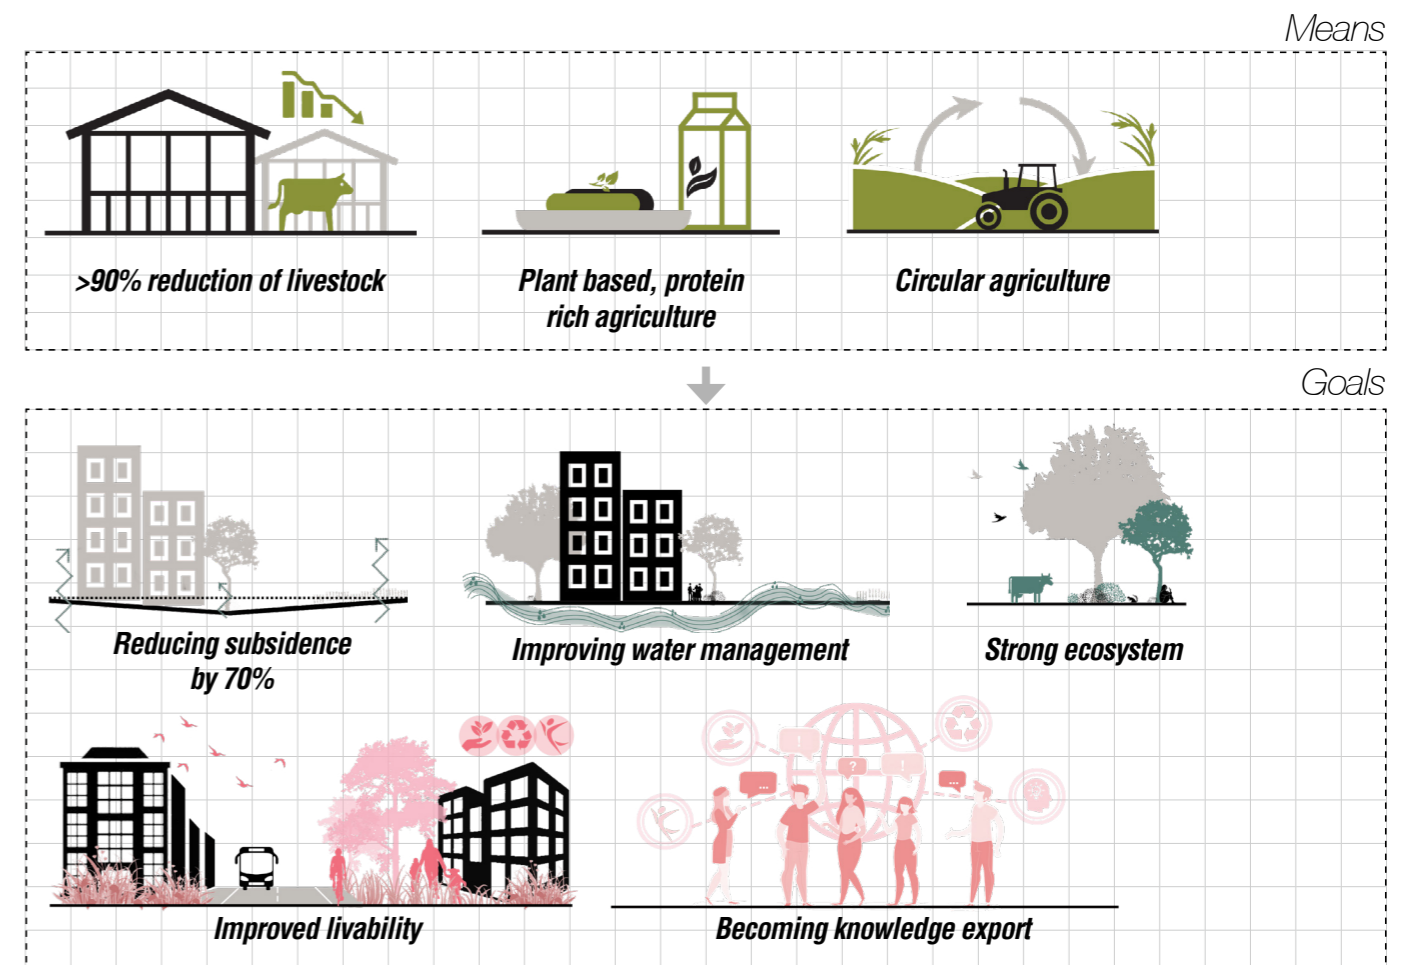 Means
>90% reduction of livestock
Plant based, protein
rich agriculture
Circular agriculture
Goals
Reducing subsidence
by 70%
Improving water management
Strong ecosystem
Improved livability
! 
?
!
...
...
Becoming knowledge export